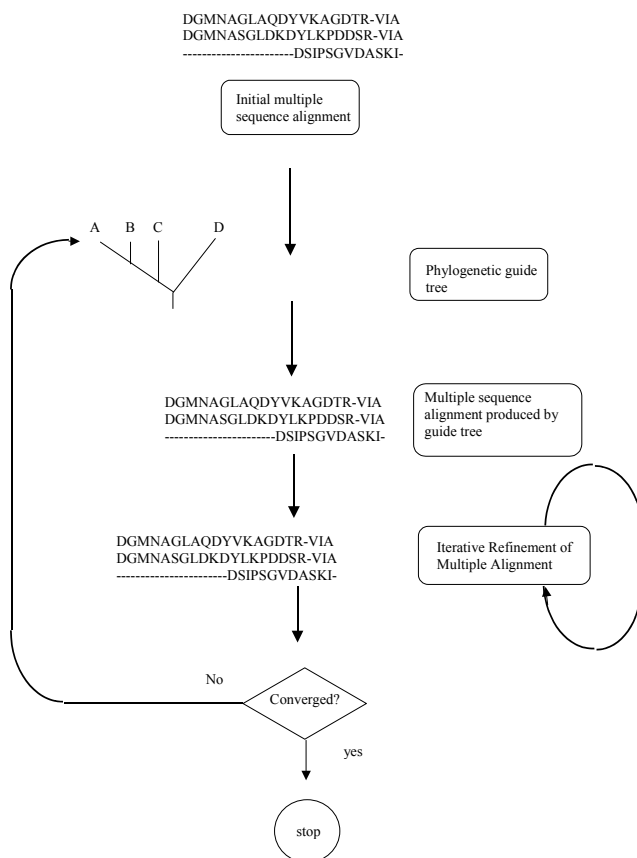 DGMNAGLAQDYVKAGDTR-VIA
DGMNASGLDKDYLKPDDSR-VIA
----------------------DSIPSGVDASKI-
Initial multiple
sequence alignment
A B C D
Phylogenetic guide
tree
DGMNAGLAQDYVKAGDTR-VIA
DGMNASGLDKDYLKPDDSR-VIA
----------------------DSIPSGVDASKI-
Multiple sequence
alignment produced by
guide tree
DGMNAGLAQDYVKAGDTR-VIA
DGMNASGLDKDYLKPDDSR-VIA
----------------------DSIPSGVDASKI-
Iterative Refinement of
Multiple Alignment
No
Converged?
yes
stop